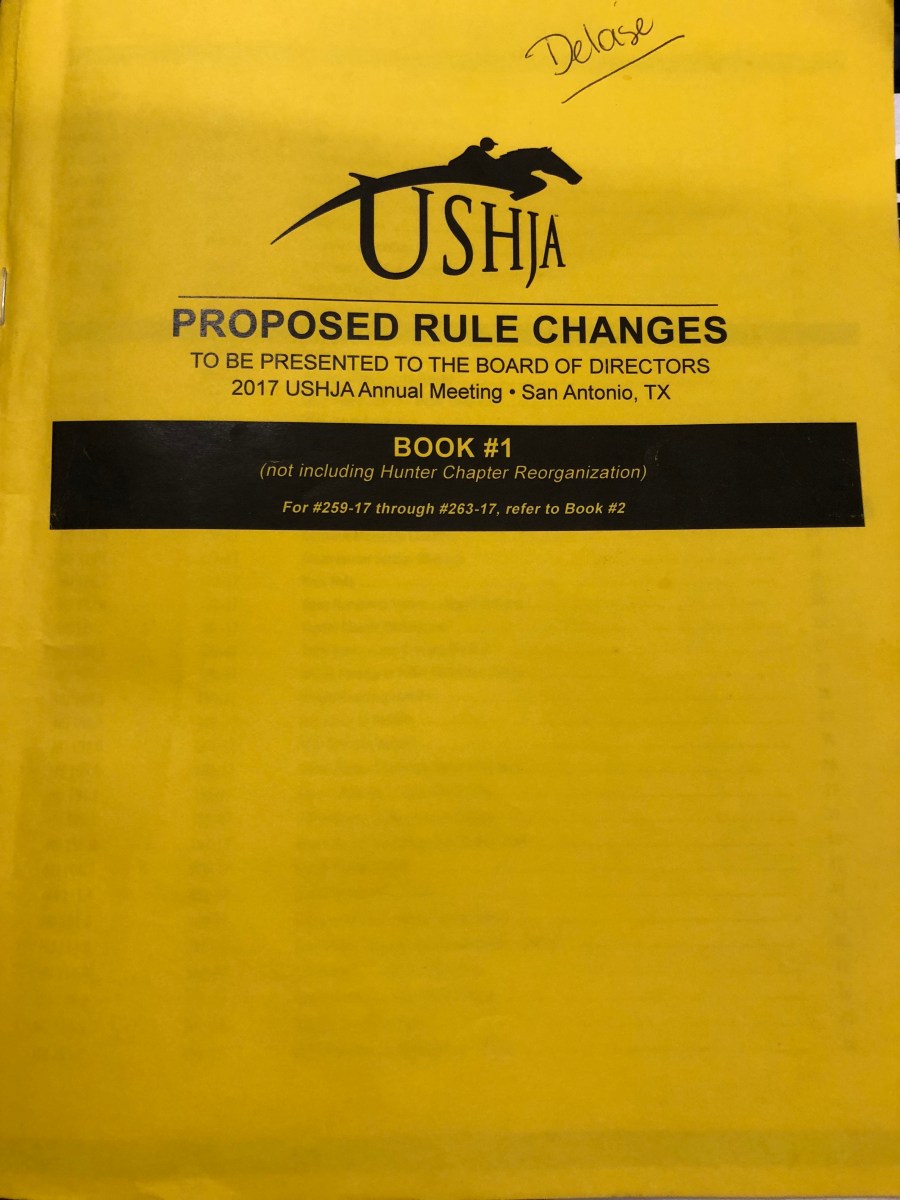 Delase
USHJA
PROPOSED RULE CHANGES
TO BE PRESENTED TO THE BOARD OF DIRECTORS
2017 USHJA Annual Meeting • San Antonio, TX
BOOK #1
(not including Hunter Chapter Reorganization)
For #259-17 through #263-17, refer to Book #2